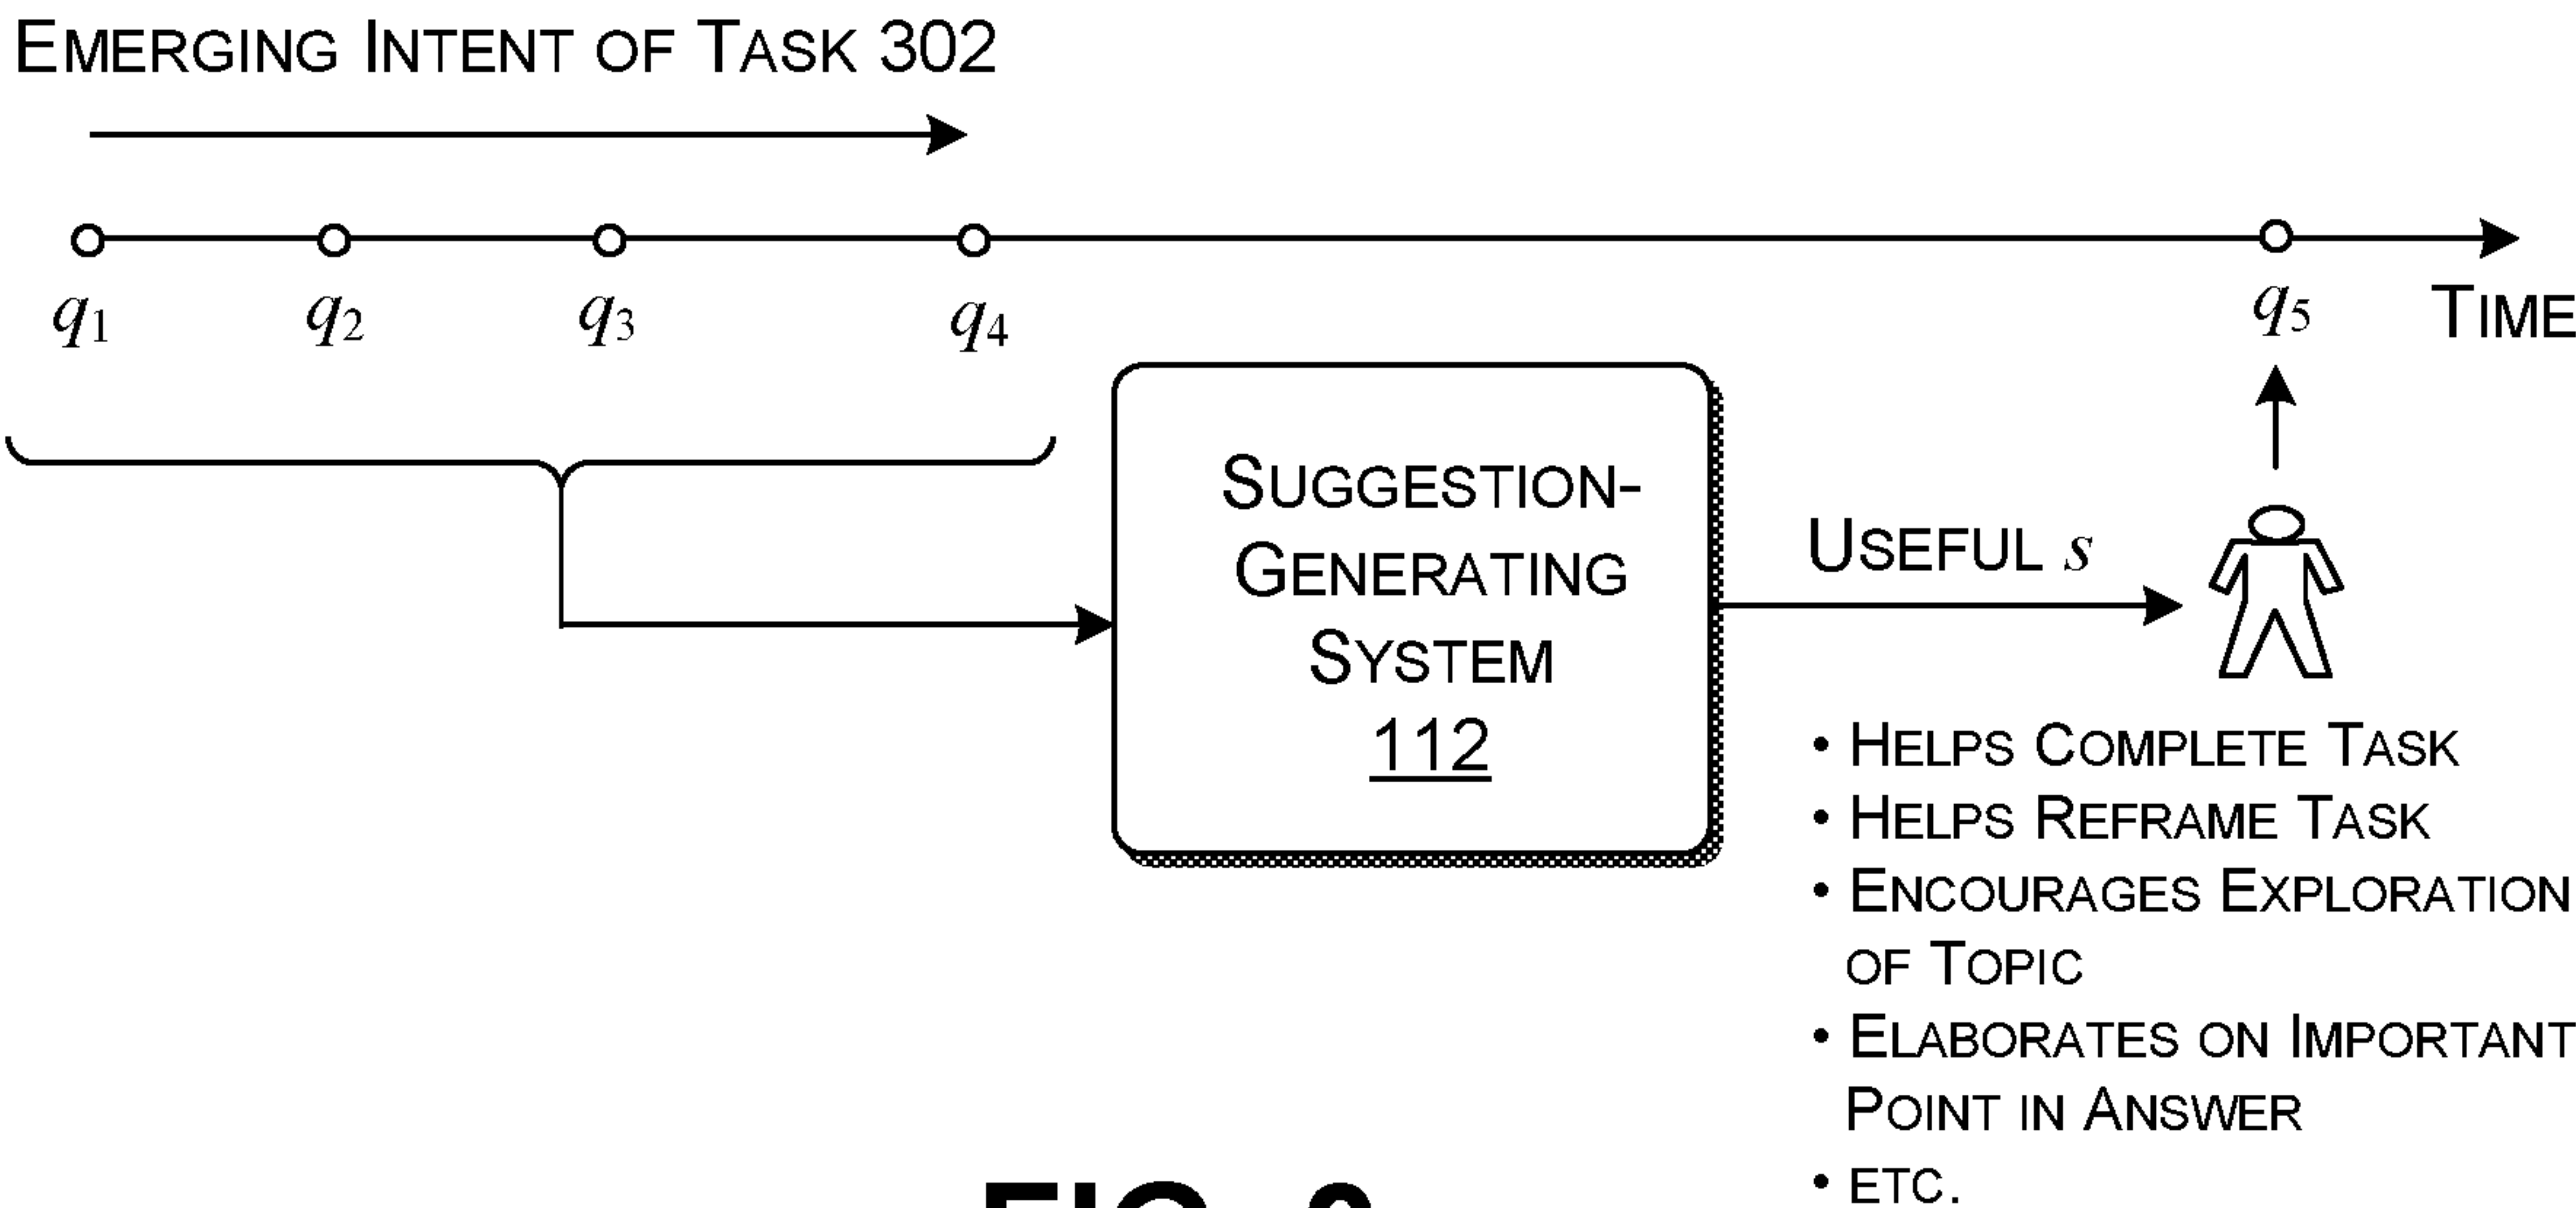 EMERGING INTENT OF TASK 302
q1 q2 q3 q4 q5 TIME
SUGGESTION-
GENERATING
SYSTEM
112
USEFUL s
• HELPS COMPLETE TASK
• HELPS REFRAME TASK
• ENCOURAGES EXPLORATION
OF TOPIC
• ELABORATES ON IMPORTANT
POINT IN ANSWER
• ETC.
FIG.